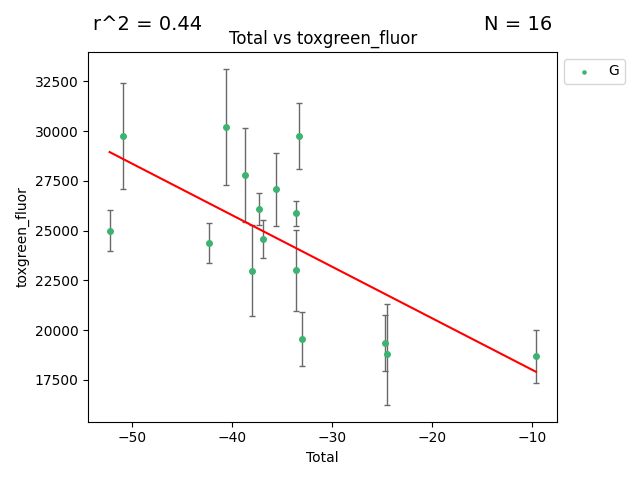 r^2 = 0.44
N = 16
Total vs toxgreen_fluor
G
toxgreen_fluor
32500
30000
27500
25000
22500
20000
17500
−50
−40
−30
−20
−10
Total